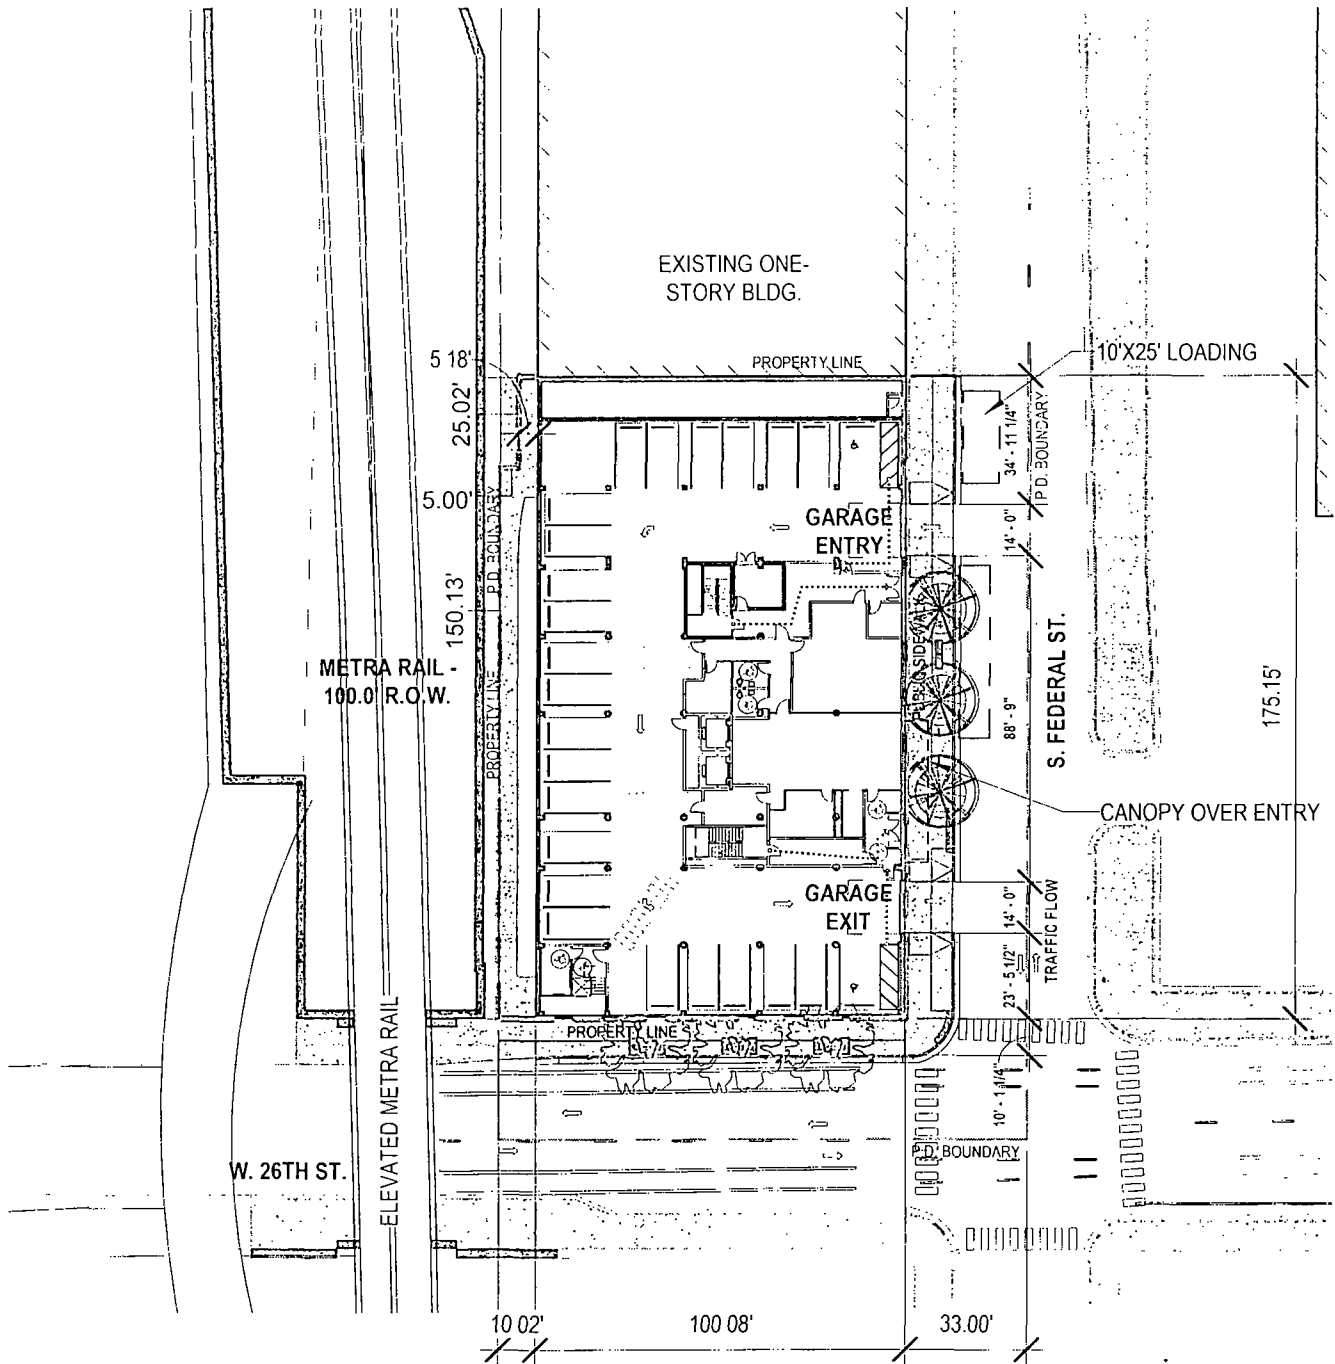 EXISTING ONE-
STORY BLDG.
PROPERTY LINE
10'X25' LOADING
5 18'
25.02'
5.00'
150.13'
P.D. BOUNDARY
PROPERTY LINE
METRA RAIL -
100.0' R.O.W.
GARAGE
ENTRY
34' - 11 1/4"
P.D. BOUNDARY
14' - 0"
PUBLIC SIDEWALK
88' - 9"
S. FEDERAL ST.
175.15'
CANOPY OVER ENTRY
GARAGE
EXIT
14' - 0"
23' - 5 1/2"
TRAFFIC FLOW
PROPERTY LINE
10' - 1 1/4"
P.D. BOUNDARY
W. 26TH ST.
ELEVATED METRA RAIL
10 02'
100 08'
33.00'